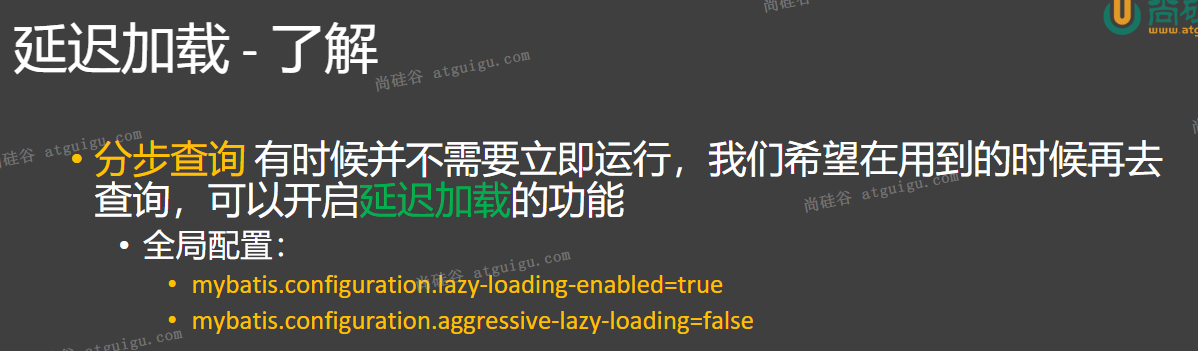 尚硅谷
尚硅
www.atg
延迟加载 - 了解
尚硅谷 atguigu.com
尚硅谷 atguigu.com
• 分步查询 有时候并不需要立即运行，我们希望在用到的时候再去
查询，可以开启延迟加载的功能
尚硅谷 atguigu.com
• 全局配置：
尚硅谷 atguigu.com
• mybatis.configuration.lazy-loading-enabled=true
• mybatis.configuration.aggressive-lazy-loading=false
atguigu.com